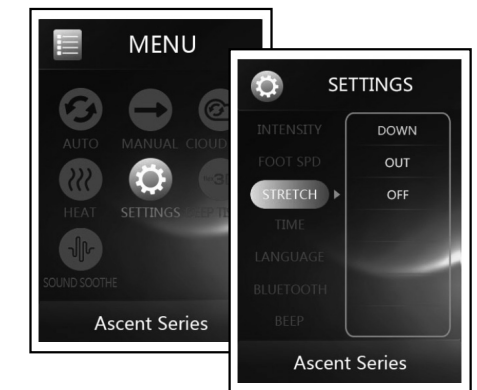 MENU
AUTO MANUAL CLOUD
HEAT SETTINGS
SOUND SOOTHE
Ascent Series
SETTINGS
INTENSITY DOWN
FOOT SPD OUT
STRETCH OFF
TIME
LANGUAGE
BLUETOOTH
BEEP
Ascent Series